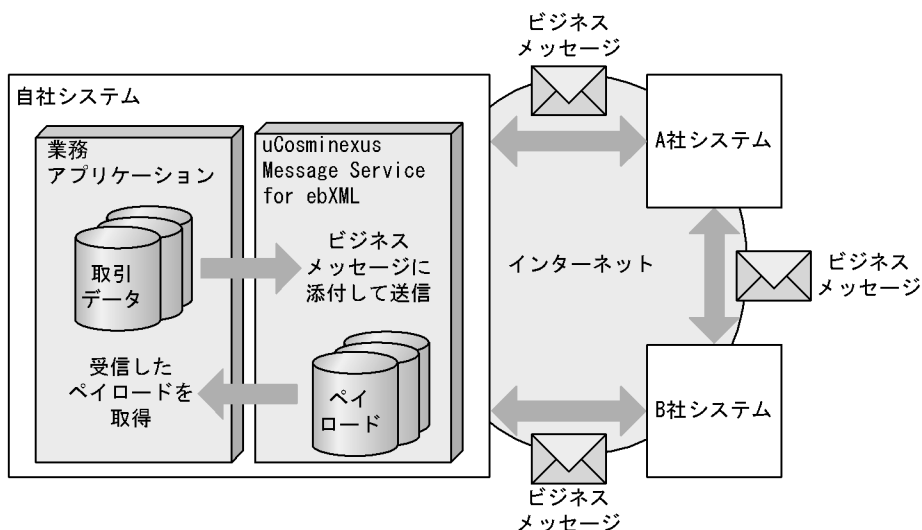 ビジネス
メッセージ
自社システム
業務
アプリケーション
uCosminexus
Message Service
for ebXML
A社システム
取引
データ
ビジネス
メッセージに
添付して送信
インターネット
ビジネス
メッセージ
受信した
ペイロードを
取得
ペイ
ロード
B社システム
ビジネス
メッセージ